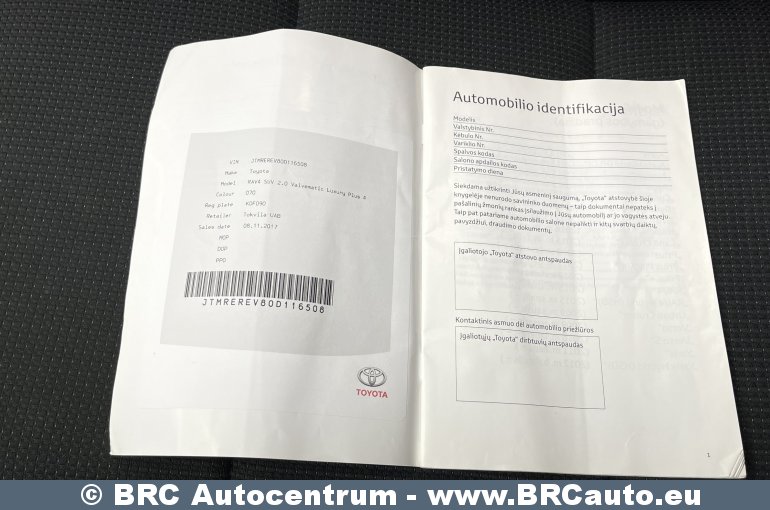 VIN JTMREREV80D116508
Make Toyota
Model RAV4 SUV 2.0 Valvematic Luxury Plus A
Colour 070
Reg plate KOF090
Retailer Tokvila UAB
Sales date 08.11.2017
MOP
DOP
PPO
JTMREREV80D116508
TOYOTA
Automobilio identifikacija
Modelis
Valstybinis Nr.
Kėbulo Nr.
Variklio Nr.
Spalvos kodas
Salono apdailos kodas
Pristatymo diena
Siekdama užtikrinti Jūsų asmeninį saugumą, „Toyota“ atstovybė šioje
knygelėje nenurodo savininko duomenų – taip dokumentai nepateks į
pašalinių žmonių rankas įsilaužimo į Jūsų automobilį ar jo vagystės atveju.
Taip pat patariame automobilio salone nepalikti ir kitų svarbių daiktų,
pavyzdžiui, draudimo dokumentų.
Įgaliotojo „Toyota“ atstovo antspaudas
Kontaktinis asmuo dėl automobilio priežiūros
Įgaliotųjų „Toyota“ dirbtuvių antspaudas
1
© BRC Autocentrum - www.BRCauto.eu